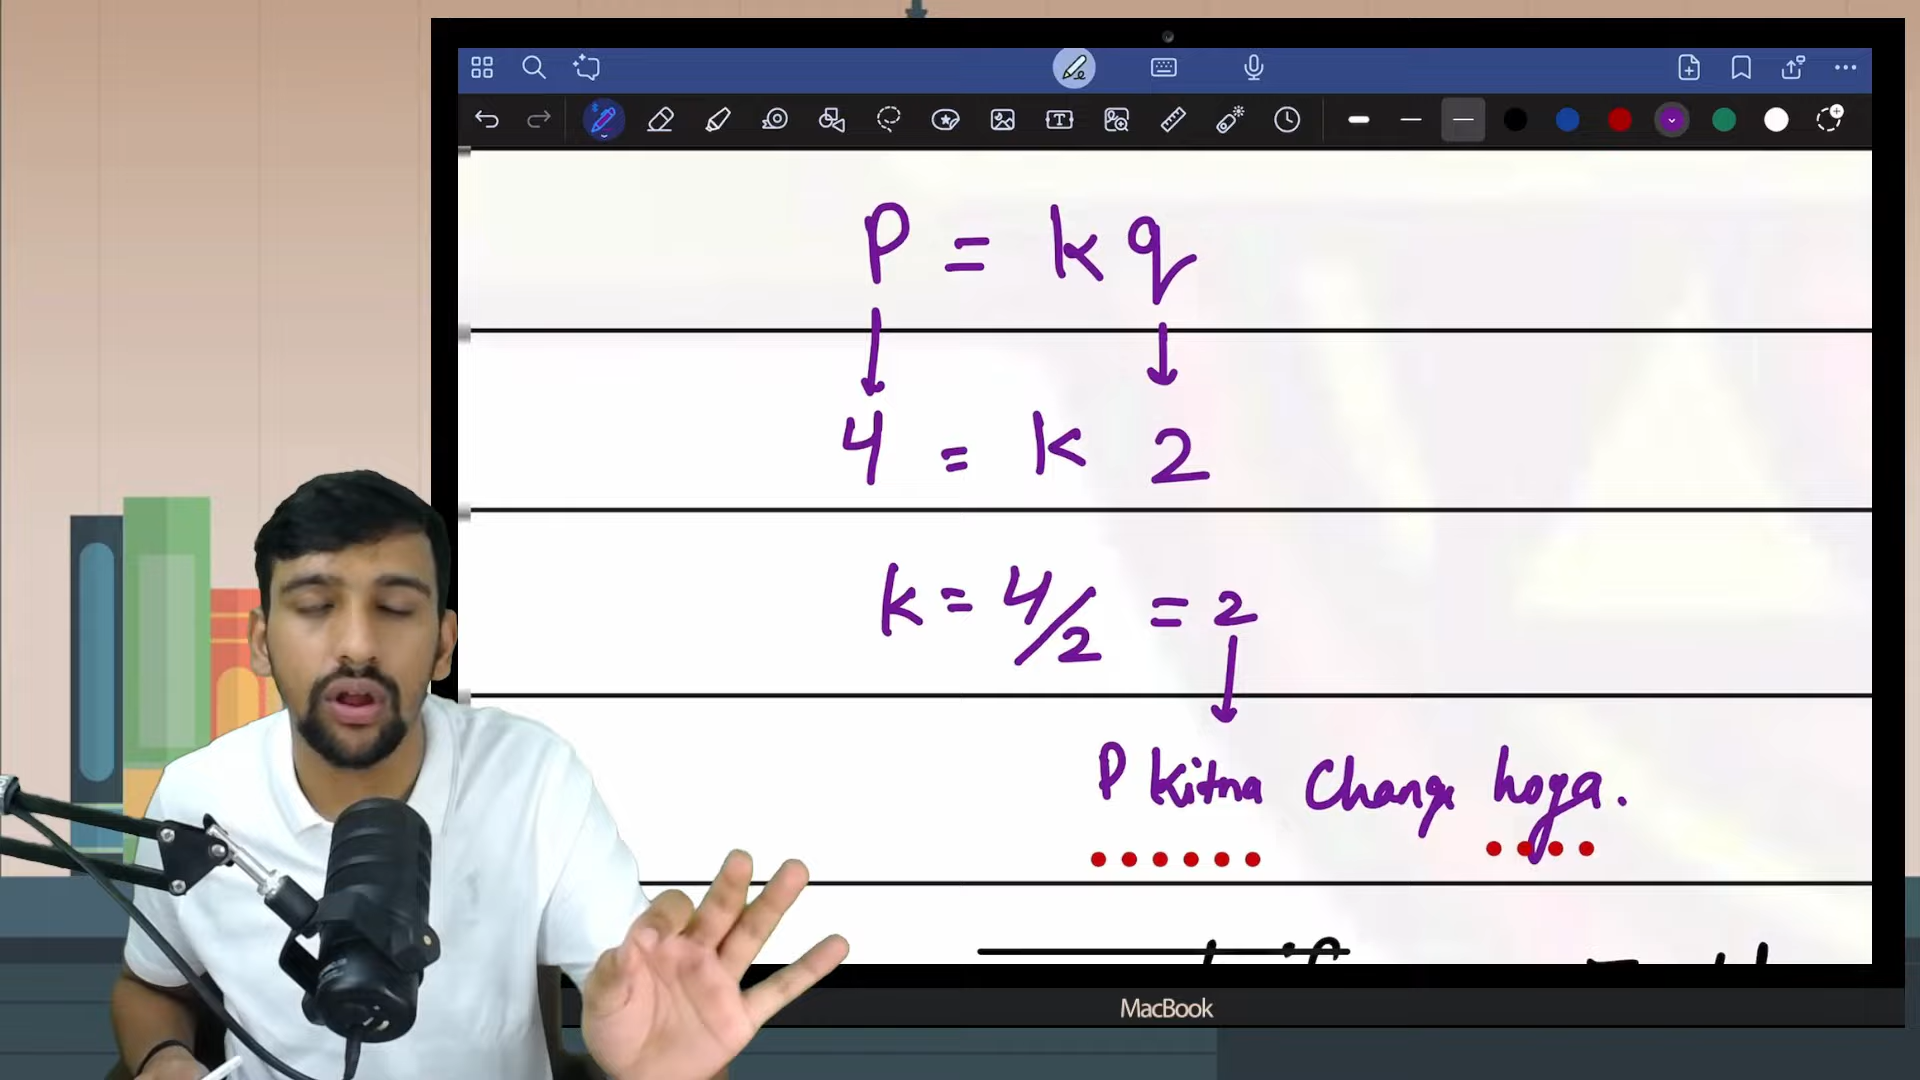 P = kq
4 = k 2
k = 4/2 = 2
P kitna Change hoga.
MacBook